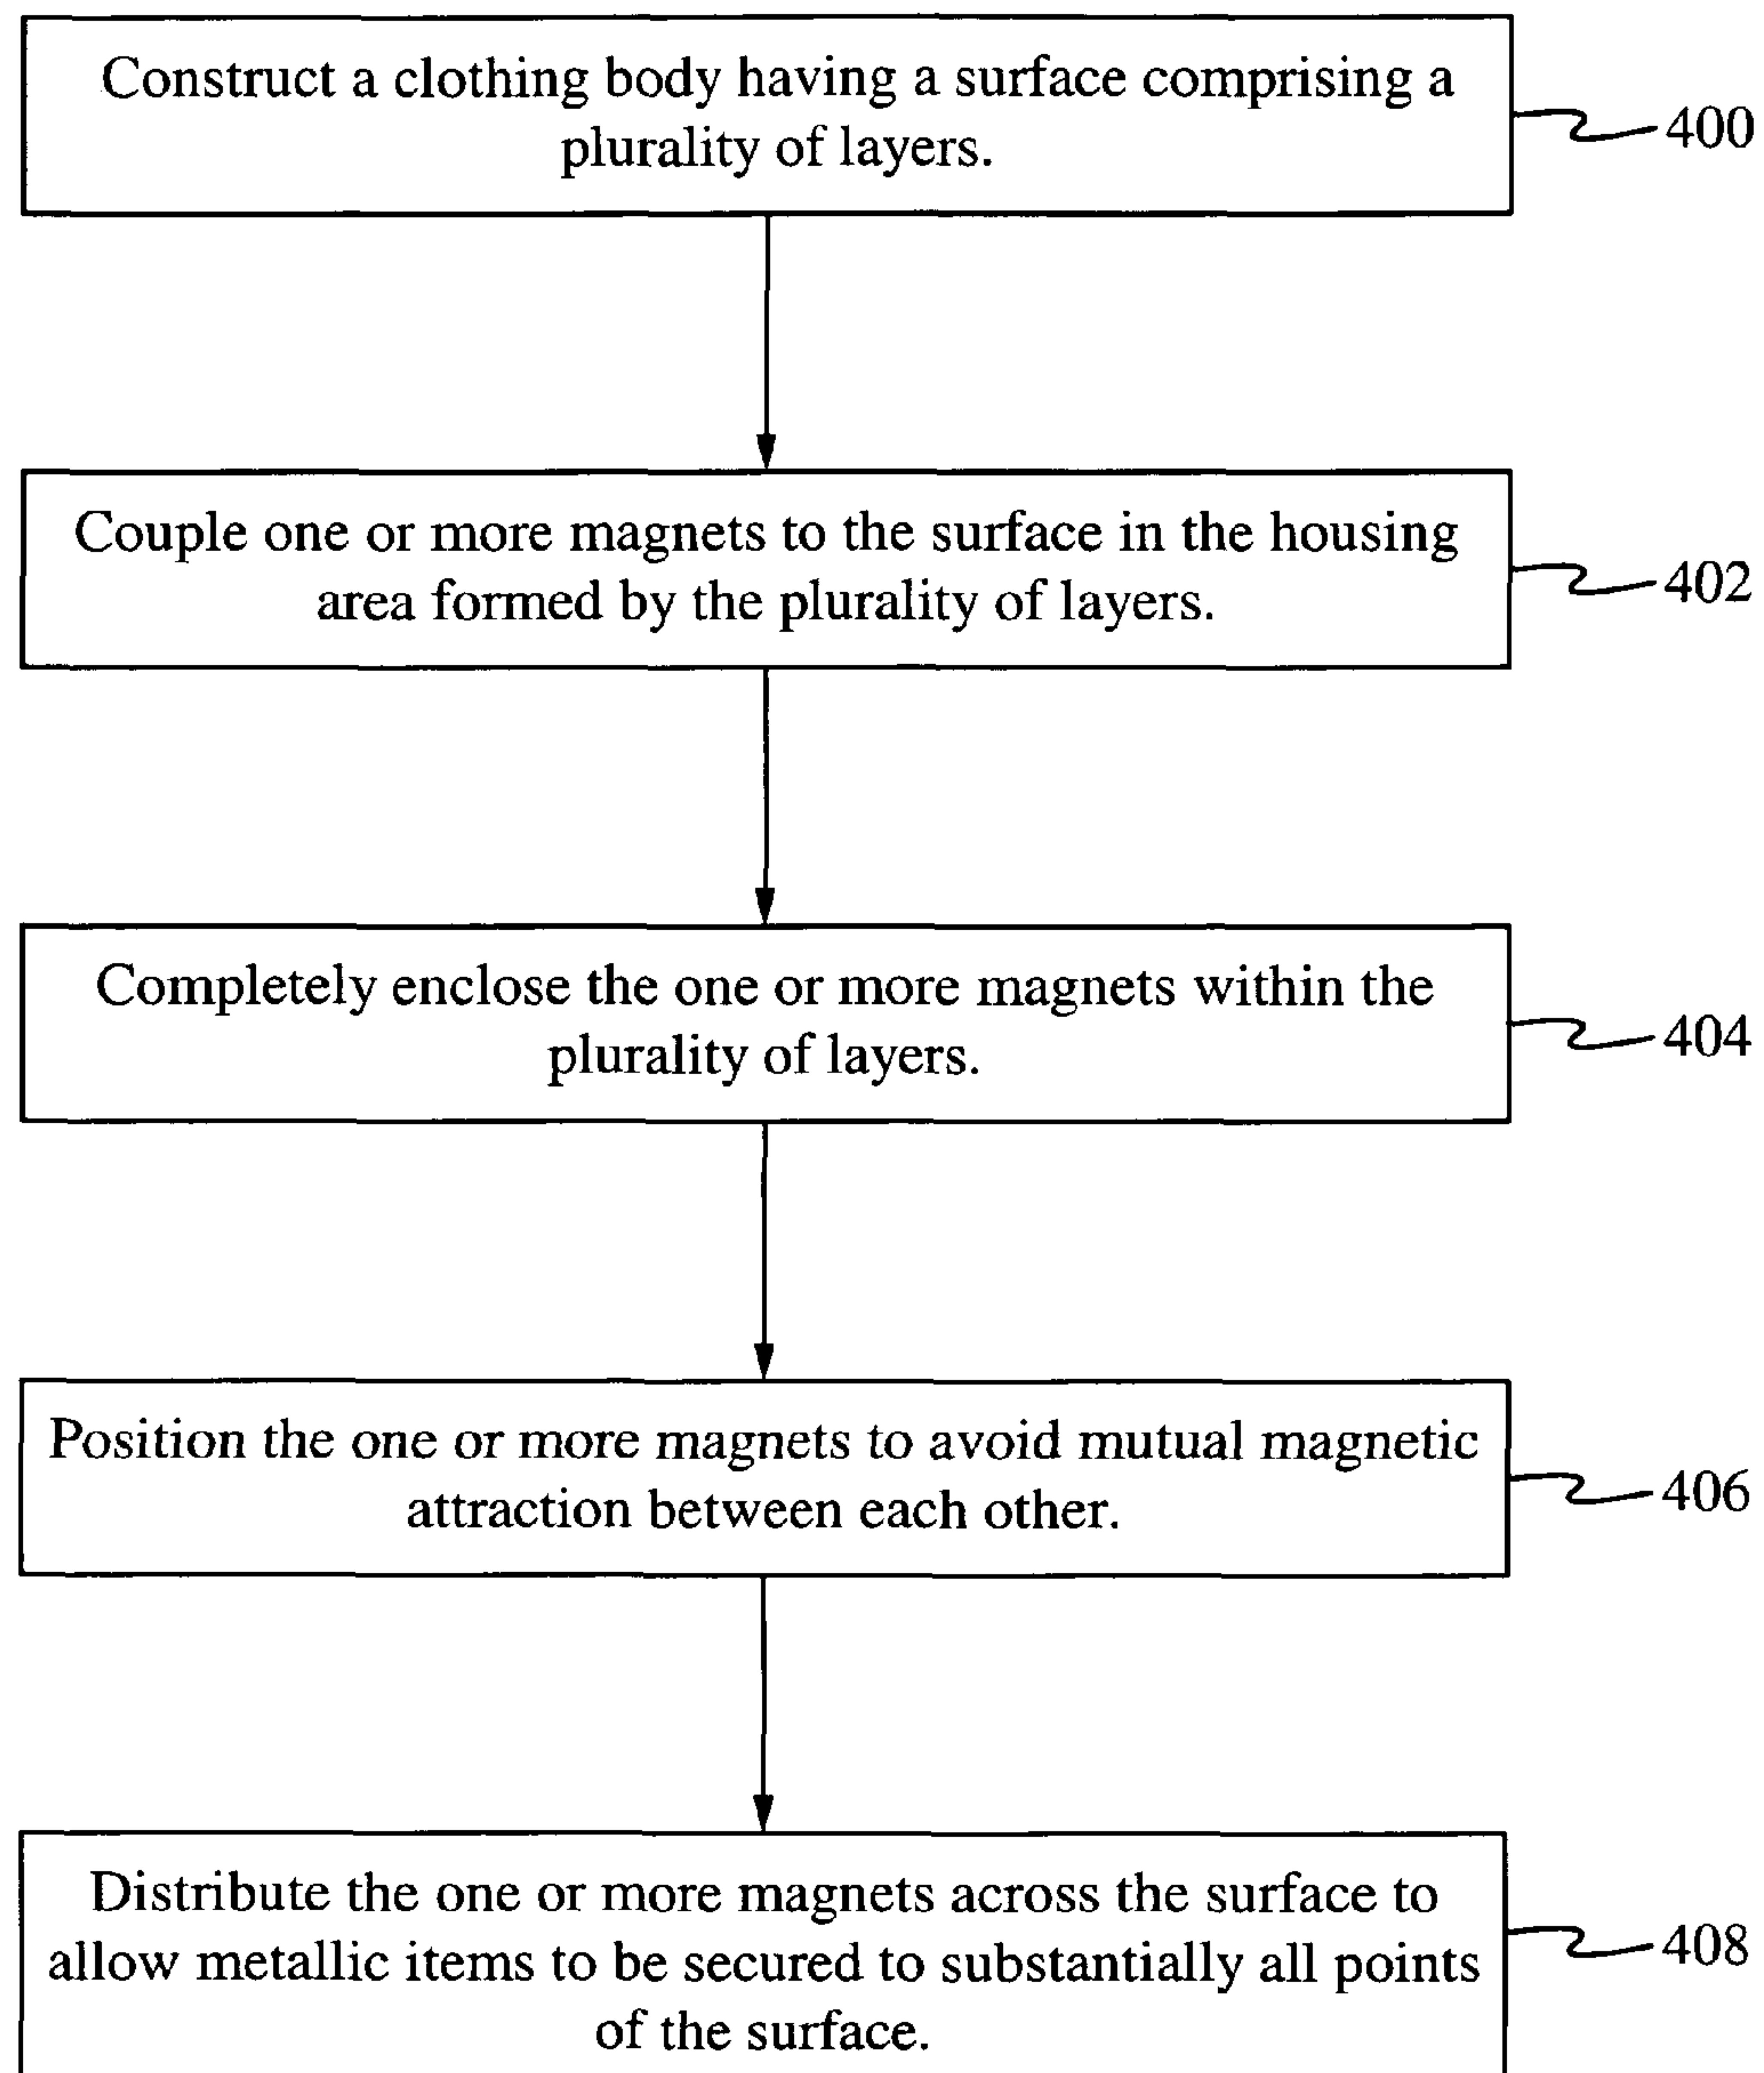 Construct a clothing body having a surface comprising a
plurality of layers.
400
Couple one or more magnets to the surface in the housing
area formed by the plurality of layers.
402
Completely enclose the one or more magnets within the
plurality of layers.
404
Position the one or more magnets to avoid mutual magnetic
attraction between each other.
406
Distribute the one or more magnets across the surface to
allow metallic items to be secured to substantially all points
of the surface.
408